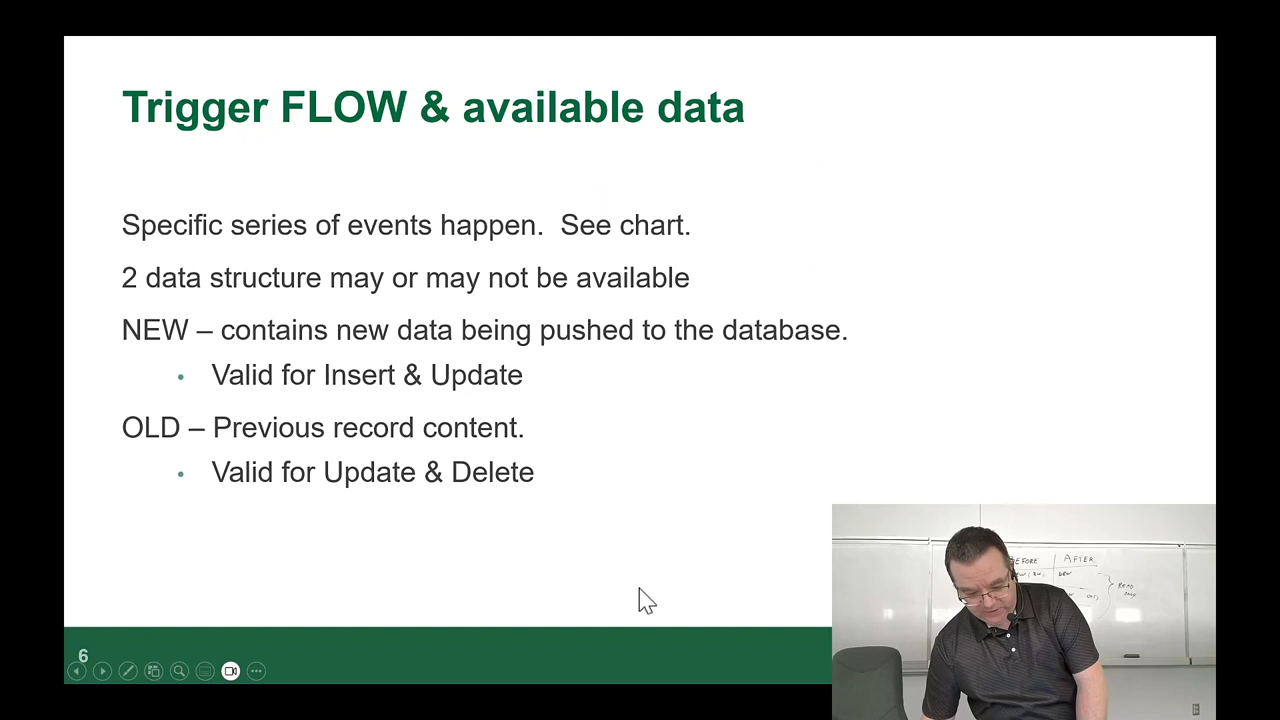 Trigger FLOW & available data
Specific series of events happen.  See chart.
2 data structure may or may not be available
NEW – contains new data being pushed to the database.
• Valid for Insert & Update
OLD – Previous record content.
• Valid for Update & Delete
6
BEFORE AFTER
READ